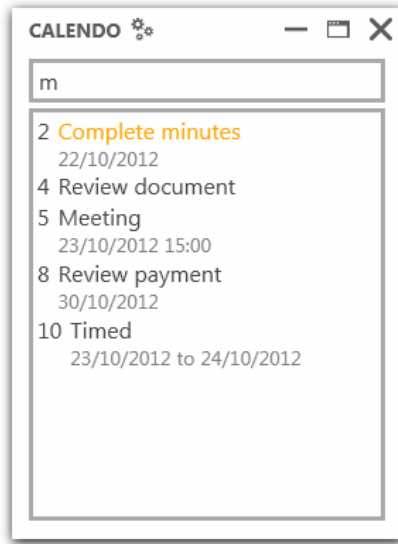 CALENDO
m
2 Complete minutes
22/10/2012
4 Review document
5 Meeting
23/10/2012 15:00
8 Review payment
30/10/2012
10 Timed
23/10/2012 to 24/10/2012